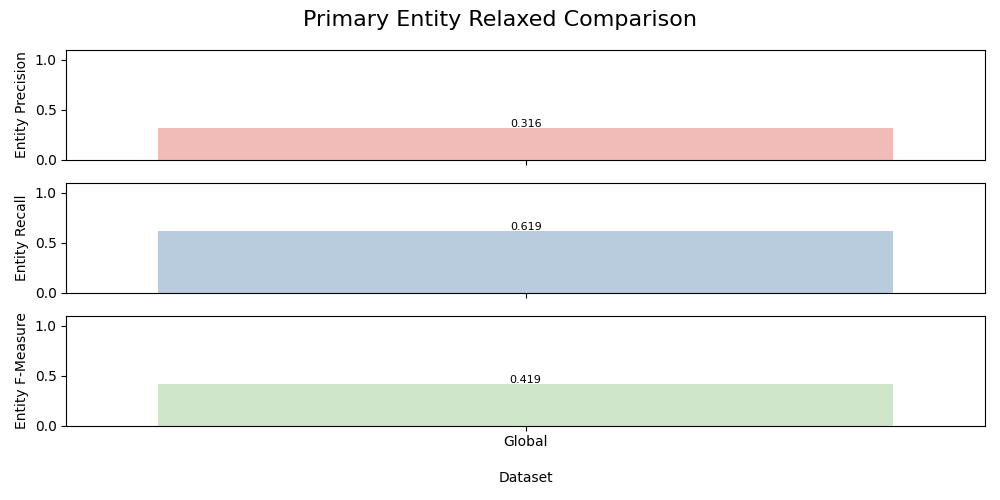 Primary Entity Relaxed Comparison
Entity Precision
1.0
0.5
0.0
0.316
Entity Recall
1.0
0.5
0.0
0.619
Entity F-Measure
1.0
0.5
0.0
0.419
Global
Dataset